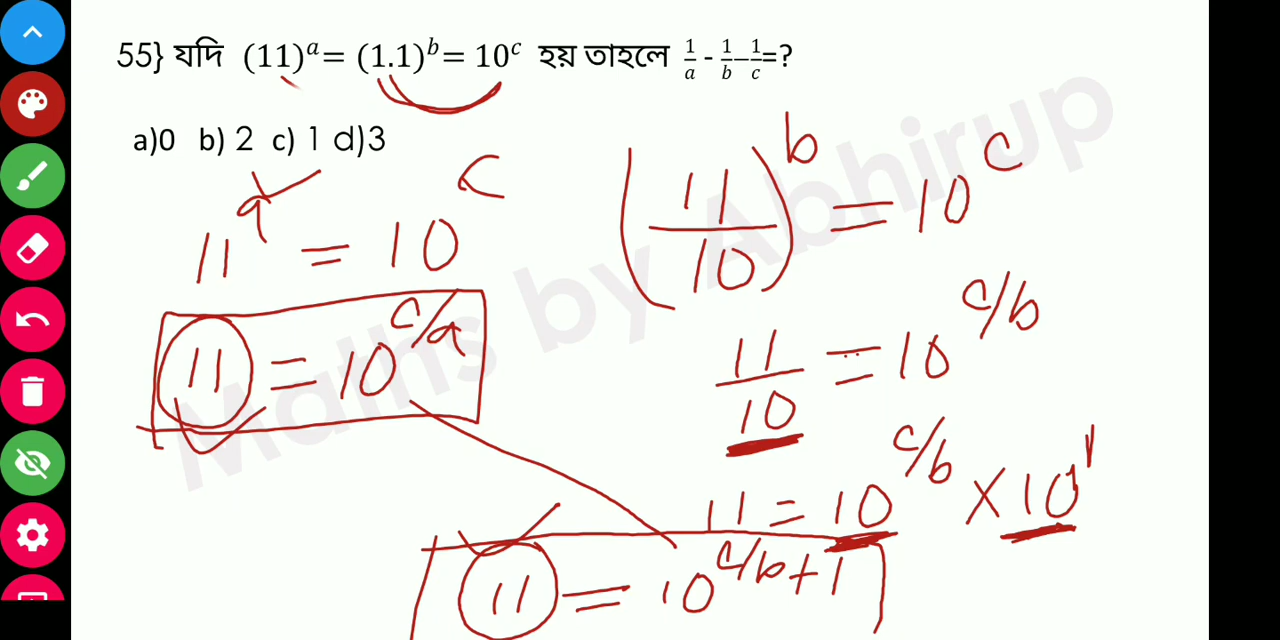 55} যদি (11)ᵃ = (1.1)ᵇ = 10ᶜ হয় তাহলে 1/a - 1/b - 1/c = ?
a)0 b) 2 c) 1 d)3
11ᵃ = 10ᶜ
11 = 10^c/a
(11/10)ᵇ = 10ᶜ
11/10 = 10^c/b
11 = 10^c/b × 10¹
11 = 10^c/b+1
Maths by Abhirup